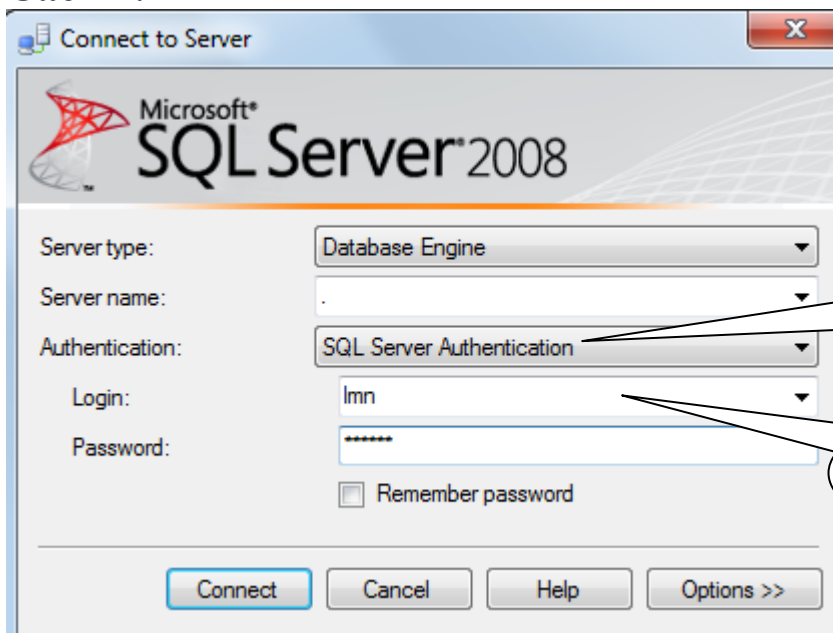 Connect to Server
Microsoft®
SQL Server® 2008
Server type: Database Engine
Server name: .
Authentication: SQL Server Authentication
Login: lmn
Password: ******
Remember password
Connect Cancel Help Options >>